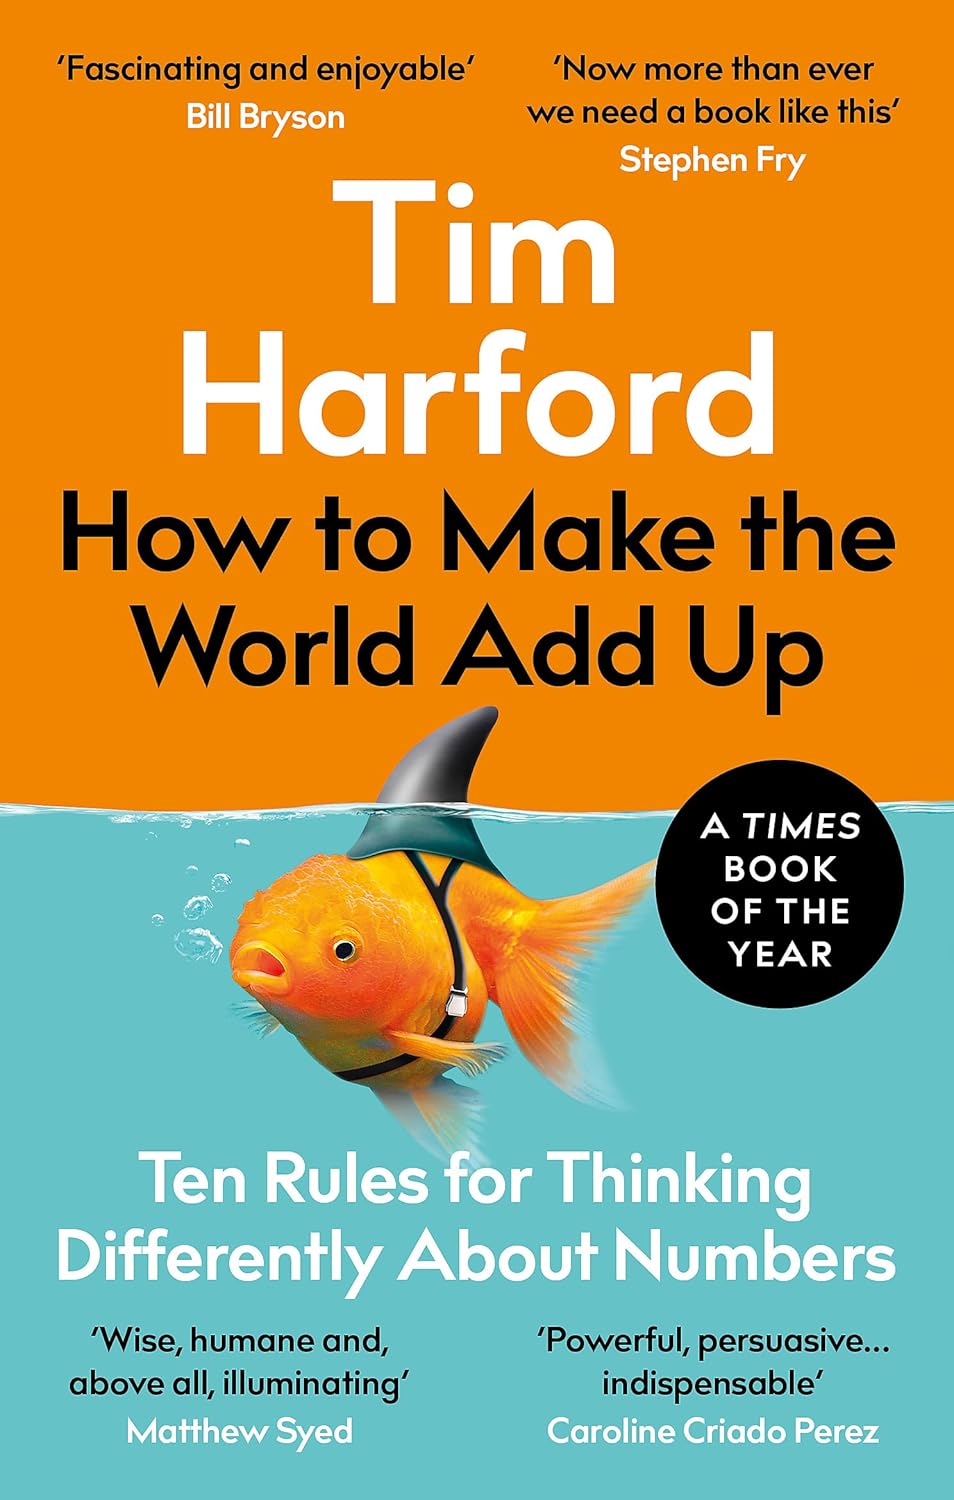 ‘Fascinating and enjoyable’
Bill Bryson
‘Now more than ever
we need a book like this’
Stephen Fry
Tim
Harford
How to Make the
World Add Up
A TIMES
BOOK
OF THE
YEAR
Ten Rules for Thinking
Differently About Numbers
‘Wise, humane and,
above all, illuminating’
Matthew Syed
‘Powerful, persuasive...
indispensable’
Caroline Criado Perez